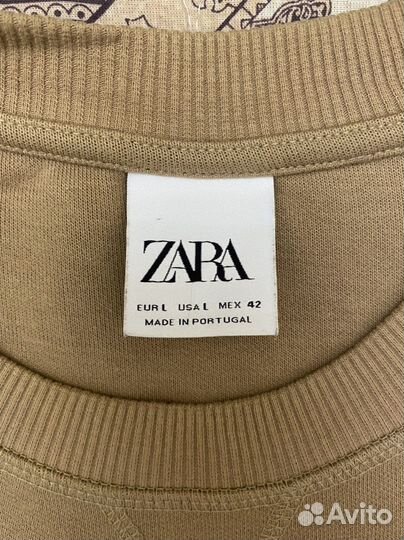 ZARA
EUR L USA L MEX 42
MADE IN PORTUGAL
Avito